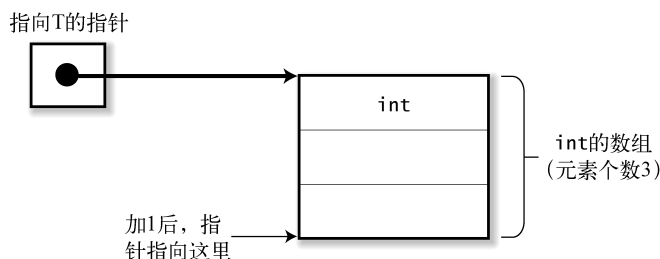 指向T的指针
int
int的数组
（元素个数3）
加1后，指
针指向这里